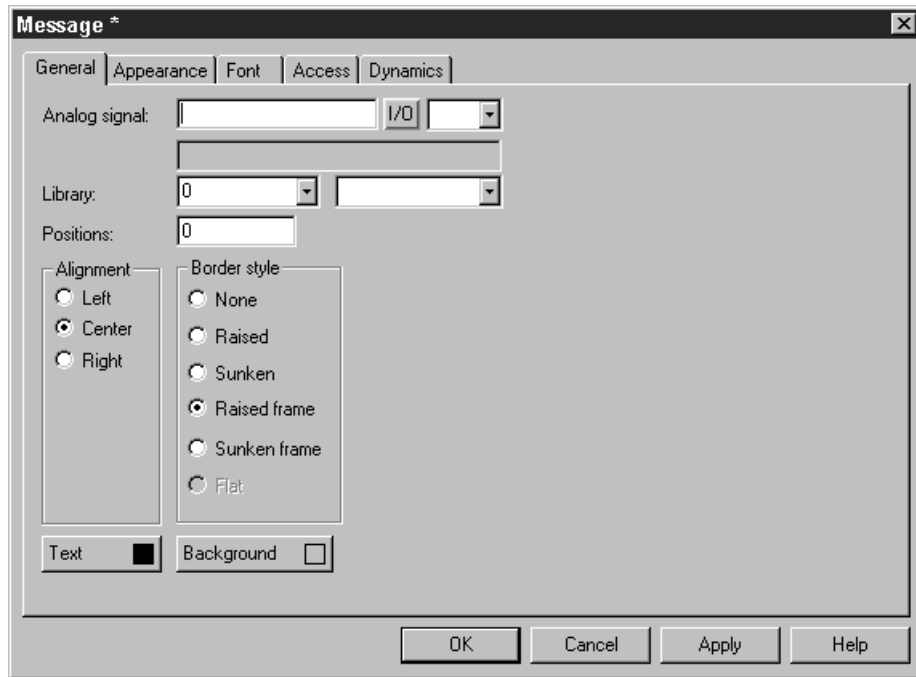 Message *
General Appearance Font Access Dynamics
Analog signal: I/O
Library: 0
Positions: 0
Alignment Border style
Left None
Center Raised
Right Sunken
Raised frame
Sunken frame
Flat
Text Background
OK Cancel Apply Help